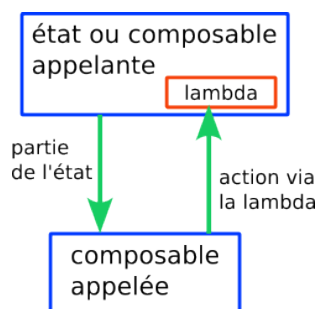 état ou composable
appelante
lambda
partie
de l'état
action via
la lambda
composable
appelée